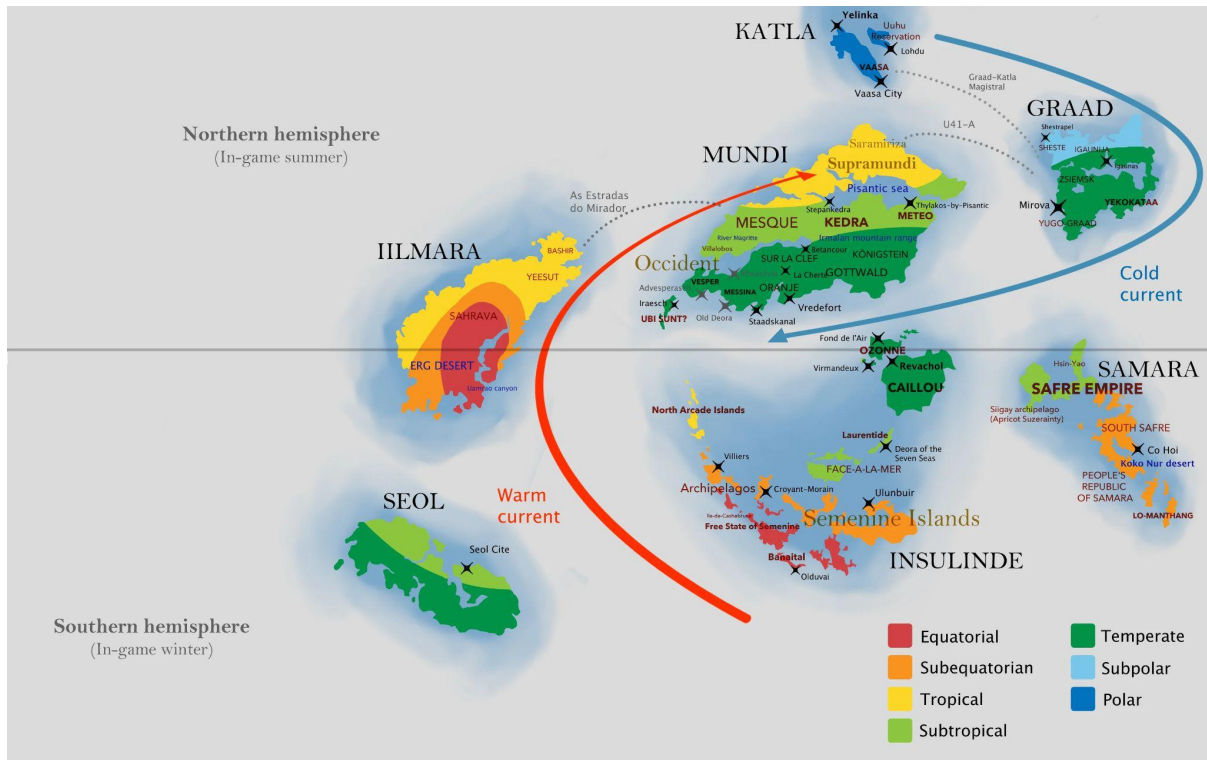 KATLA
Yelinka
Uuhu
Reservation
Lohdu
VAASA
Vaasa City
Graad-Katla
Magistral
GRAAD
Shestrapel
SHESTE
IGAUNIJA
ZSIEMSK
Mirova
YEKOKATAA
YUGO-GRAAD
U41-A
Northern hemisphere
(In-game summer)
MUNDI
Saramiriza
Supramundi
Pisantic sea
Stepankedra
Thylakos-by-Pisantic
MESQUE
KEDRA
METEO
As Estradas
do Mirador
River Magritte
Villalobos
Irmalan mountain range
Betancour
SUR LA CLEF
KÖNIGSTEIN
Occident
La Cherte
GOTTWALD
VESPER
MESSINA
ORANJE
Advesperas
Iraesch
Vredefort
UBI SUNT?
Old Deora
Staadskanal
IILMARA
BASHIR
YEESUT
SAHRAVA
ERG DESERT
Uamrao canyon
Cold
current
Fond de l'Air
OZONNE
Virmandeux
Revachol
CAILLOU
SAMARA
Hsin-Yao
SAFRE EMPIRE
Siigay archipelago
(Apricot Suzerainty)
SOUTH SAFRE
Co Hoi
Koko Nur desert
PEOPLE'S
REPUBLIC
OF SAMARA
LO-MANTHANG
North Arcade Islands
Laurentide
Deora of the
Seven Seas
Villiers
FACE-A-LA-MER
Archipelagos
Croyant-Morain
Ulunbuir
Free State of Semenine
Semenine Islands
Banaital
Olduvai
INSULINDE
SEOL
Seol Cite
Warm
current
Southern hemisphere
(In-game winter)
Equatorial
Subequatorian
Tropical
Subtropical
Temperate
Subpolar
Polar